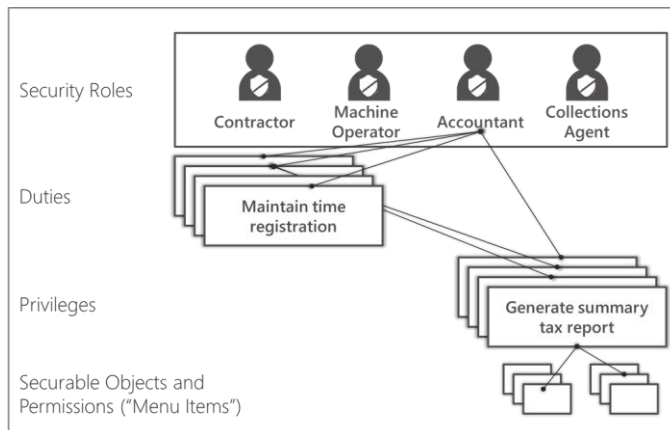 Security Roles
Contractor
Machine
Operator
Accountant
Collections
Agent
Duties
Maintain time
registration
Privileges
Generate summary
tax report
Securable Objects and
Permissions ("Menu Items")